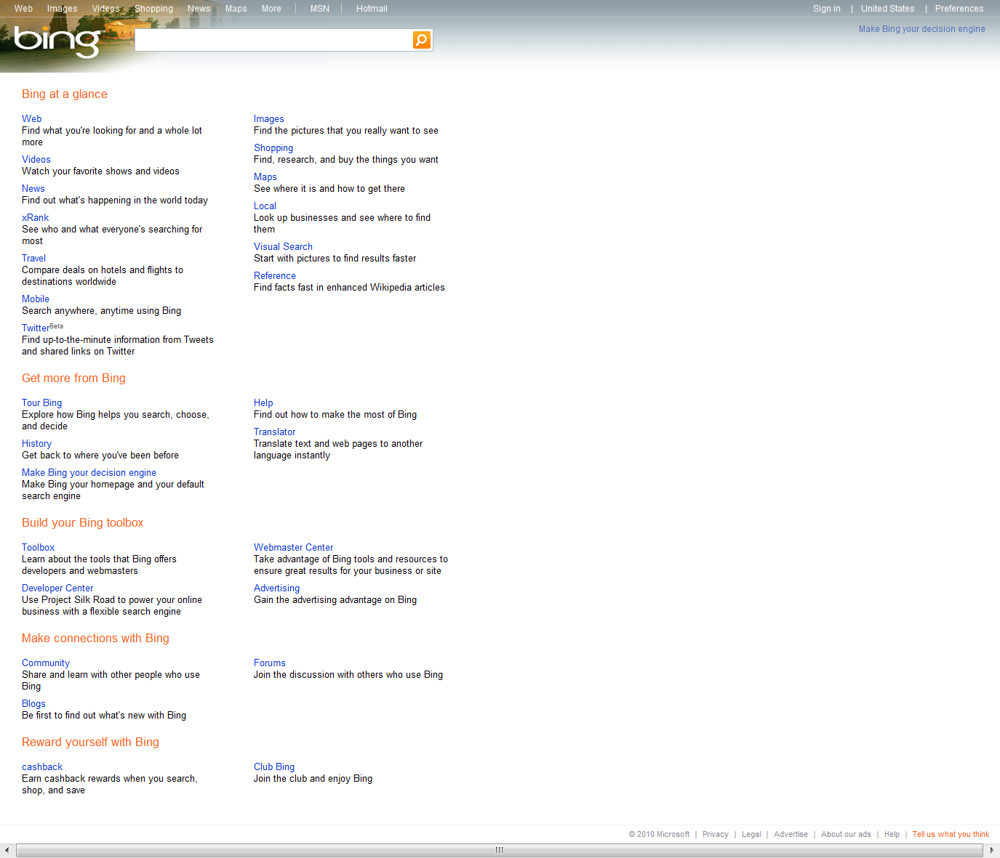 Web Images Videos Shopping News Maps More | MSN | Hotmail Sign in | United States | Preferences
bing™
Make Bing your decision engine
Bing at a glance
Web
Find what you're looking for and a whole lot
more
Videos
Watch your favorite shows and videos
News
Find out what's happening in the world today
xRank
See who and what everyone's searching for
most
Travel
Compare deals on hotels and flights to
destinations worldwide
Mobile
Search anywhere, anytime using Bing
TwitterBeta
Find up-to-the-minute information from Tweets
and shared links on Twitter
Images
Find the pictures that you really want to see
Shopping
Find, research, and buy the things you want
Maps
See where it is and how to get there
Local
Look up businesses and see where to find
them
Visual Search
Start with pictures to find results faster
Reference
Find facts fast in enhanced Wikipedia articles
Get more from Bing
Tour Bing
Explore how Bing helps you search, choose,
and decide
History
Get back to where you've been before
Make Bing your decision engine
Make Bing your homepage and your default
search engine
Help
Find out how to make the most of Bing
Translator
Translate text and web pages to another
language instantly
Build your Bing toolbox
Toolbox
Learn about the tools that Bing offers
developers and webmasters
Developer Center
Use Project Silk Road to power your online
business with a flexible search engine
Webmaster Center
Take advantage of Bing tools and resources to
ensure great results for your business or site
Advertising
Gain the advertising advantage on Bing
Make connections with Bing
Community
Share and learn with other people who use
Bing
Blogs
Be first to find out what's new with Bing
Forums
Join the discussion with others who use Bing
Reward yourself with Bing
cashback
Earn cashback rewards when you search,
shop, and save
Club Bing
Join the club and enjoy Bing
© 2010 Microsoft | Privacy | Legal | Advertise | About our ads | Help | Tell us what you think